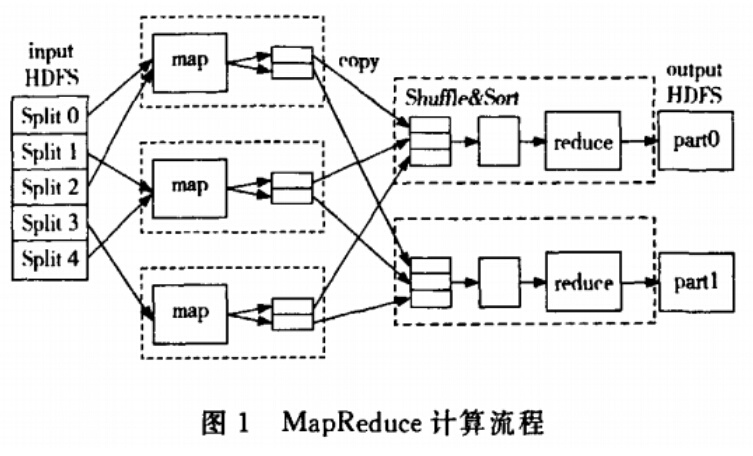 input
HDFS
Split 0
Split 1
Split 2
Split 3
Split 4
map
map
map
copy
Shuffle&Sort
reduce
reduce
output
HDFS
part0
part1
图 1 MapReduce 计算流程